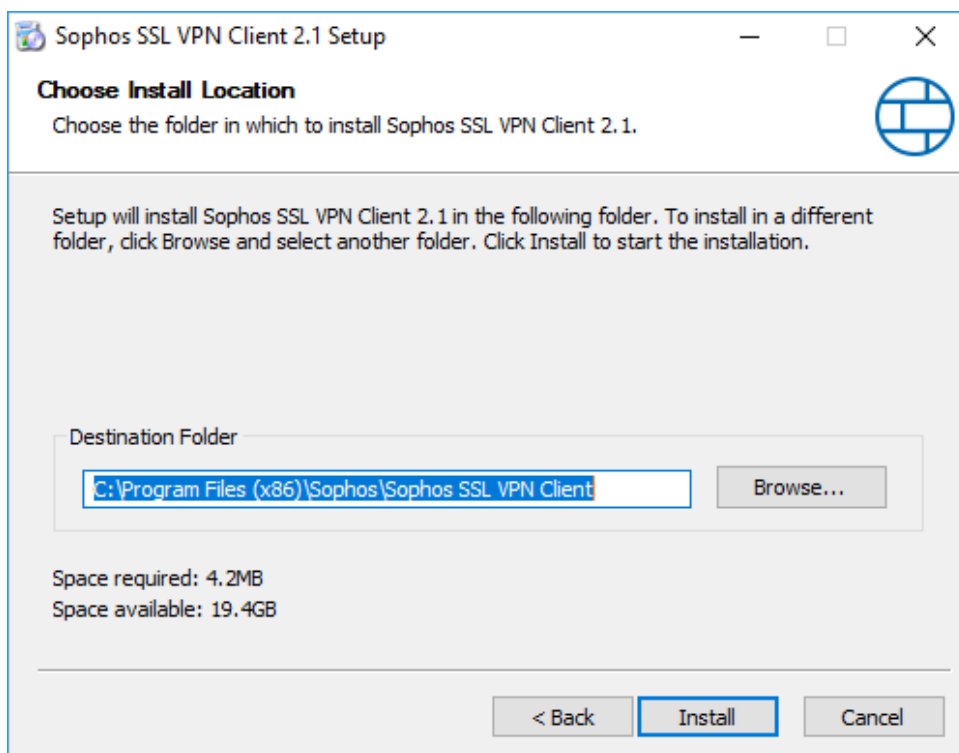 Sophos SSL VPN Client 2.1 Setup
Choose Install Location
Choose the folder in which to install Sophos SSL VPN Client 2.1.
Setup will install Sophos SSL VPN Client 2.1 in the following folder. To install in a different
folder, click Browse and select another folder. Click Install to start the installation.
Destination Folder
C:\Program Files (x86)\Sophos\Sophos SSL VPN Client
Browse...
Space required: 4.2MB
Space available: 19.4GB
< Back
Install
Cancel